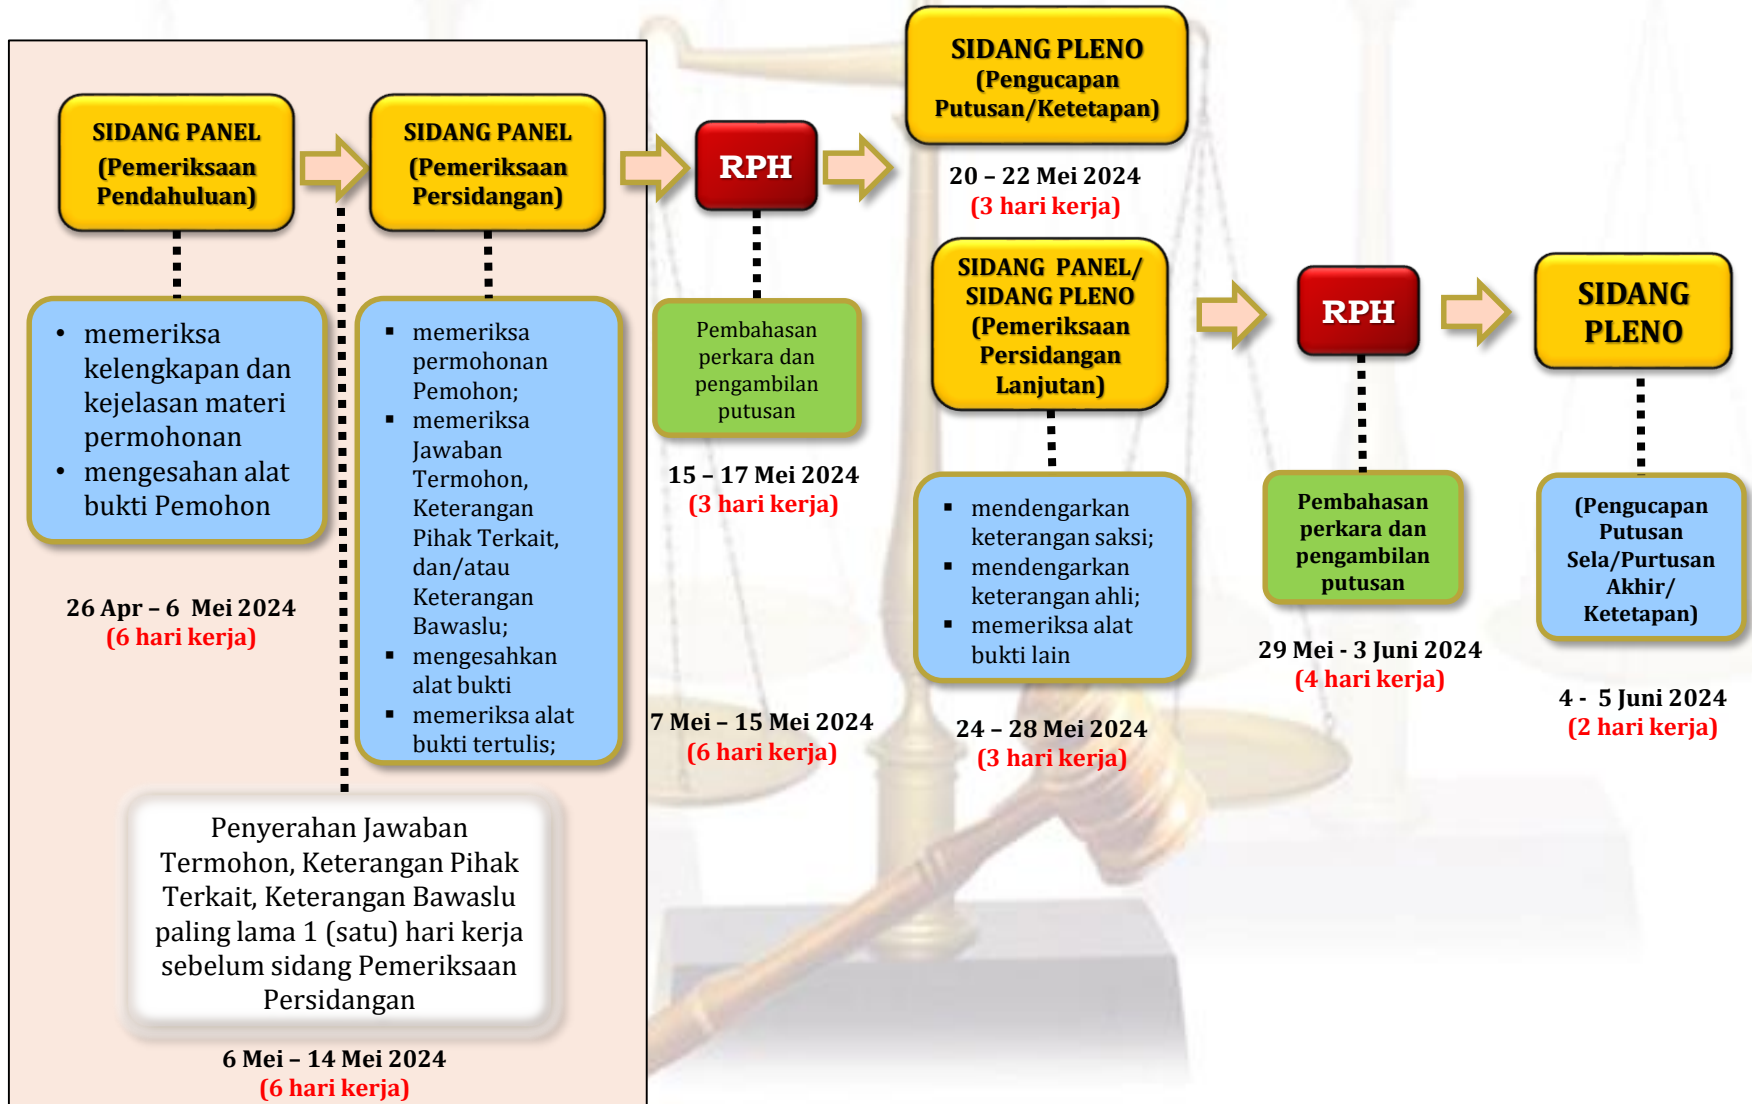 SIDANG PANEL
(Pemeriksaan
Pendahuluan)
• memeriksa
kelengkapan dan
kejelasan materi
permohonan
• mengesahan alat
bukti Pemohon
26 Apr – 6 Mei 2024
(6 hari kerja)
SIDANG PANEL
(Pemeriksaan
Persidangan)
▪ memeriksa
permohonan
Pemohon;
▪ memeriksa
Jawaban
Termohon,
Keterangan
Pihak Terkait,
dan/atau
Keterangan
Bawaslu;
▪ mengesahkan
alat bukti
▪ memeriksa alat
bukti tertulis;
7 Mei – 15 Mei 2024
(6 hari kerja)
Penyerahan Jawaban
Termohon, Keterangan Pihak
Terkait, Keterangan Bawaslu
paling lama 1 (satu) hari kerja
sebelum sidang Pemeriksaan
Persidangan
6 Mei – 14 Mei 2024
(6 hari kerja)
RPH
Pembahasan
perkara dan
pengambilan
putusan
15 – 17 Mei 2024
(3 hari kerja)
SIDANG PLENO
(Pengucapan
Putusan/Ketetapan)
20 – 22 Mei 2024
(3 hari kerja)
SIDANG PANEL/
SIDANG PLENO
(Pemeriksaan
Persidangan
Lanjutan)
▪ mendengarkan
keterangan saksi;
▪ mendengarkan
keterangan ahli;
▪ memeriksa alat
bukti lain
24 – 28 Mei 2024
(3 hari kerja)
RPH
Pembahasan
perkara dan
pengambilan
putusan
29 Mei - 3 Juni 2024
(4 hari kerja)
SIDANG
PLENO
(Pengucapan
Putusan
Sela/Purtusan
Akhir/
Ketetapan)
4 - 5 Juni 2024
(2 hari kerja)